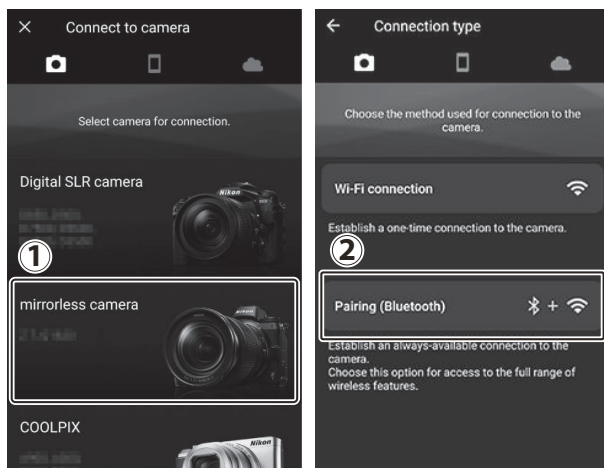 Connect to camera
Select camera for connection.
Digital SLR camera
Nikon
1
mirrorless camera
COOLPIX
Nikon
Connection type
Choose the method used for connection to the
camera.
Wi-Fi connection
Establish a one-time connection to the camera.
2
Pairing (Bluetooth)
+
Establish an always-available connection to the
camera.
Choose this option for access to the full range of
wireless features.